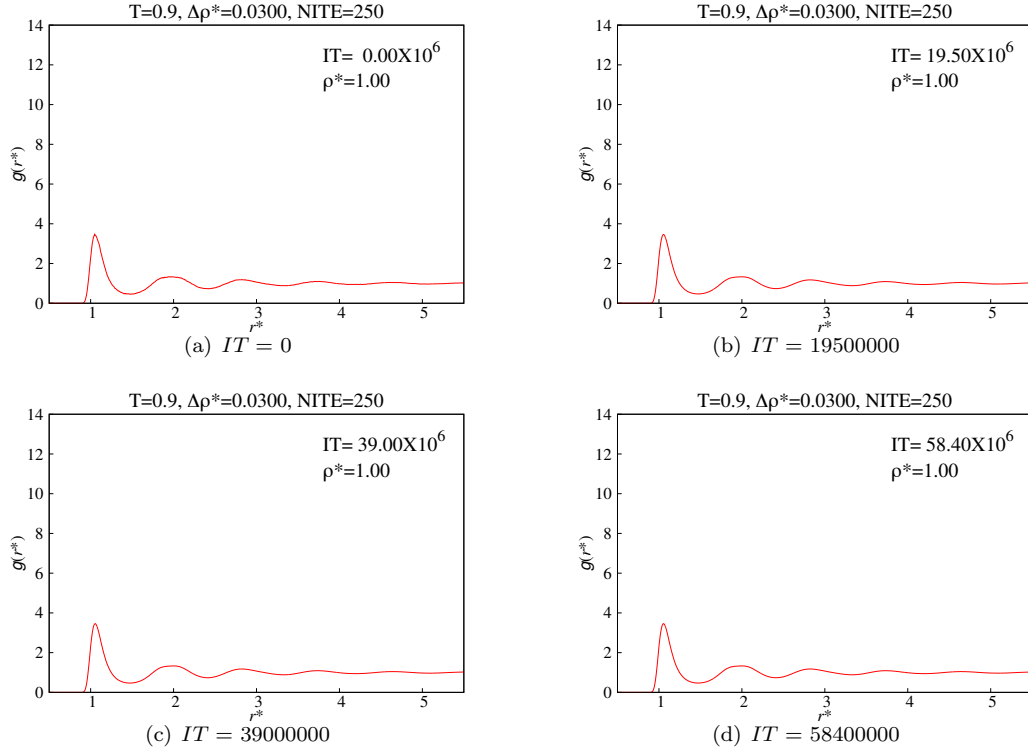 T=0.9, Δρ*=0.0300, NITE=250
14
12
10
8
6
4
2
0
g(r*)
IT= 0.00X10^6
ρ*=1.00
1 2 3 4 5
r*
(a) IT = 0
T=0.9, Δρ*=0.0300, NITE=250
14
12
10
8
6
4
2
0
g(r*)
IT= 19.50X10^6
ρ*=1.00
1 2 3 4 5
r*
(b) IT = 19500000
T=0.9, Δρ*=0.0300, NITE=250
14
12
10
8
6
4
2
0
g(r*)
IT= 39.00X10^6
ρ*=1.00
1 2 3 4 5
r*
(c) IT = 39000000
T=0.9, Δρ*=0.0300, NITE=250
14
12
10
8
6
4
2
0
g(r*)
IT= 58.40X10^6
ρ*=1.00
1 2 3 4 5
r*
(d) IT = 58400000